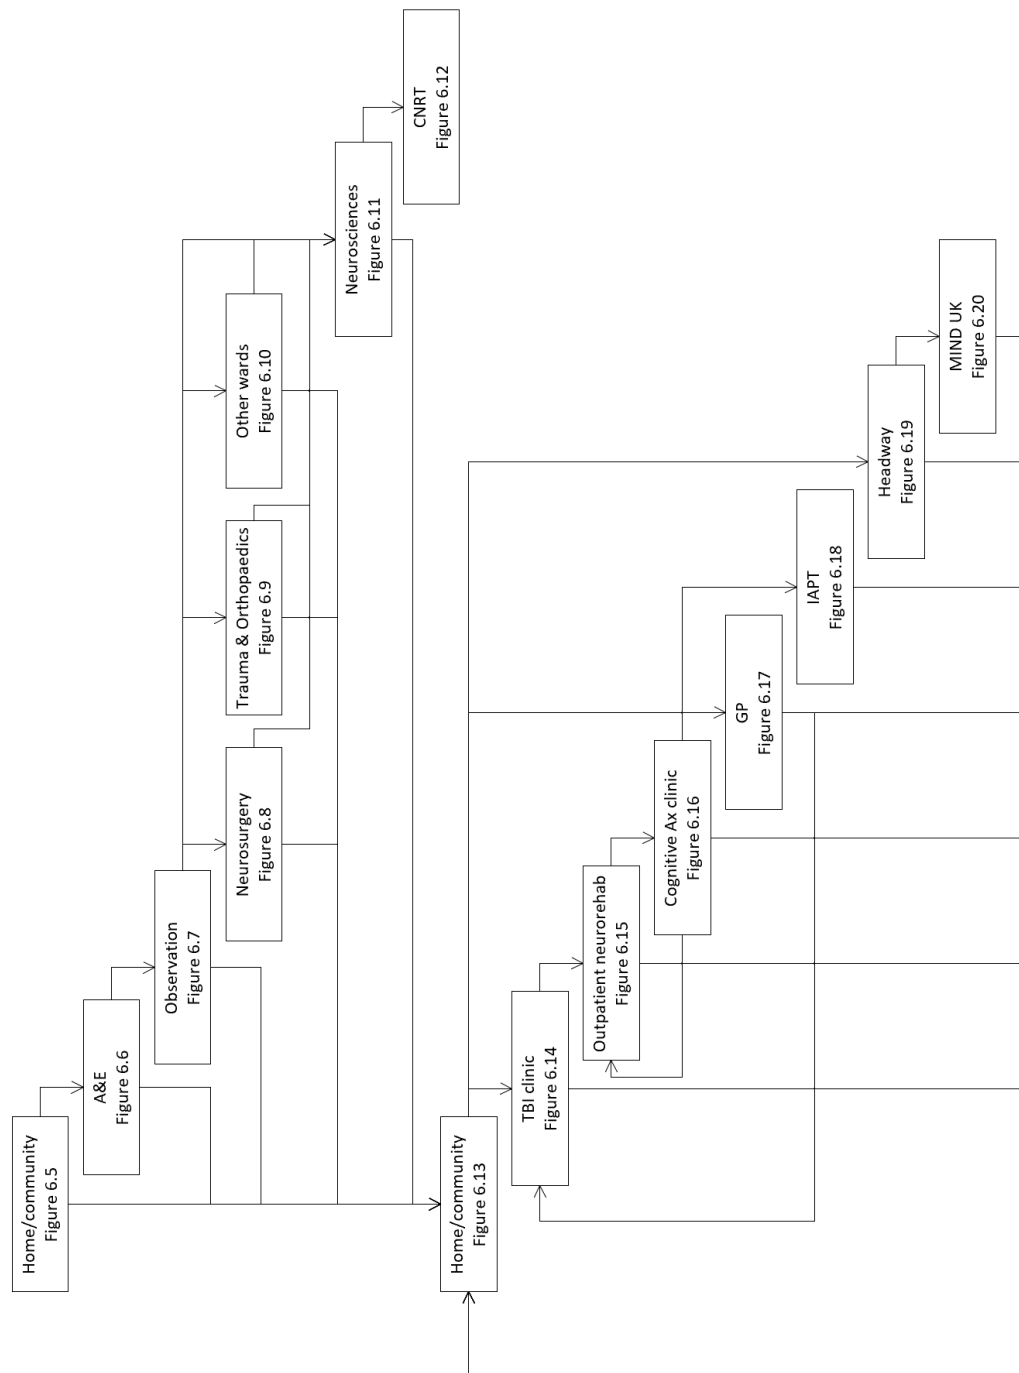 Home/community
Figure 6.5
A&E
Figure 6.6
Observation
Figure 6.7
Neurosurgery
Figure 6.8
Trauma & Orthopaedics
Figure 6.9
Other wards
Figure 6.10
Neurosciences
Figure 6.11
CNRT
Figure 6.12
Home/community
Figure 6.13
TBI clinic
Figure 6.14
Outpatient neurorehab
Figure 6.15
Cognitive Ax clinic
Figure 6.16
GP
Figure 6.17
IAPT
Figure 6.18
Headway
Figure 6.19
MIND UK
Figure 6.20